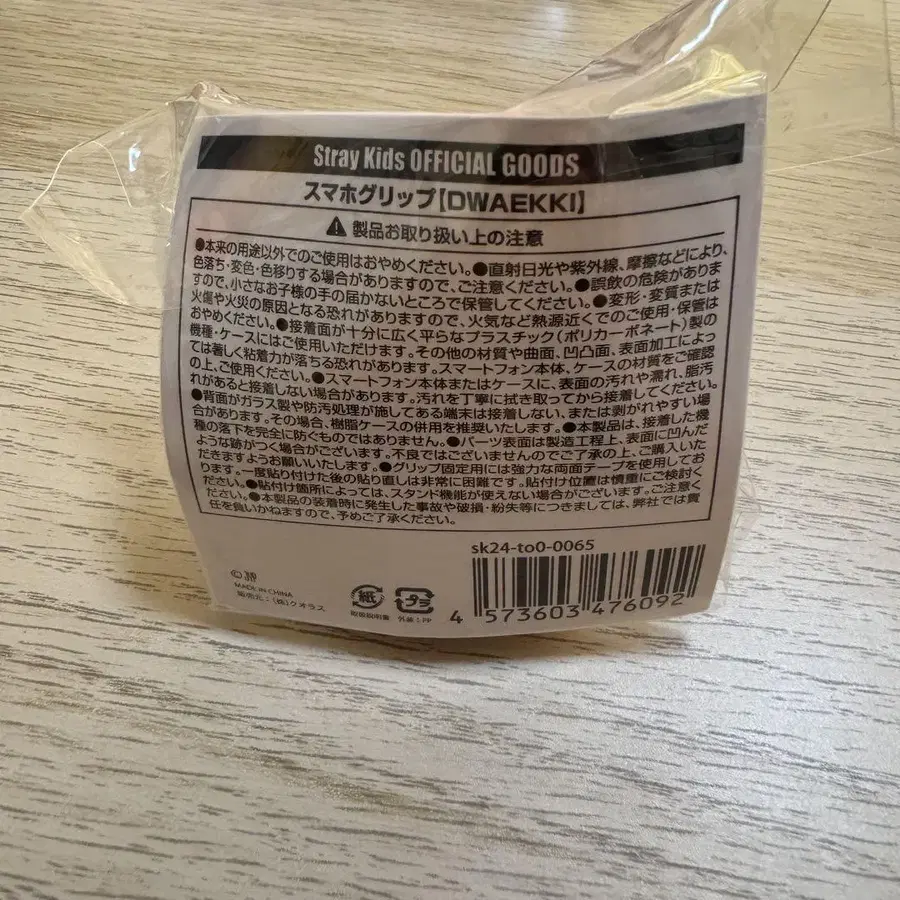 Stray Kids OFFICIAL GOODS
スマホグリップ【DWAEKKI】
製品お取り扱い上の注意
●本来の用途以外でのご使用はおやめください。●直射日光や紫外線、摩擦などにより、
色落ち・変色・色移りする場合がありますので、ご注意ください。●誤飲の危険がありま
すので、小さなお子様の手の届かないところで保管してください。●変形・変質または
火傷や火災の原因となる恐れがありますので、火気など熱源近くでのご使用・保管は
おやめください。●接着面が十分に広く平らなプラスチック(ポリカーボネート)製の
機種・ケースにはご使用いただけます。その他の材質や曲面、凹凸面、表面加工によっ
ては著しく粘着力が落ちる恐れがあります。スマートフォン本体、ケースの材質をご確認
の上、ご使用ください。●スマートフォン本体またはケースに、表面の汚れや濡れ、脂汚
れがあると接着しない場合があります。汚れを丁寧に拭き取ってから接着してください。
●背面がガラス製や防汚処理が施してある端末は接着しない、または剥がれやすい場
合があります。その場合、樹脂ケースの併用を推奨いたします。●本製品は、接着した機
種の落下を完全に防ぐものではありません。●パーツ表面は製造工程上、表面に凹んだ
ような跡がつく場合がございます。不良ではございませんのでご了承の上、ご購入いた
だきますようお願いいたします。●グリップ固定用には強力な両面テープを使用してお
ります。一度貼り付けた後の貼り直しは非常に困難です。貼付け位置は慎重にご検討く
ださい。●貼付け箇所によっては、スタンド機能が使えない場合がございます。ご注意く
ださい。●本製品の装着時に発生した事故や破損・紛失等につきましては、弊社では責
任を負いかねますので、予めご了承ください。
sk24-to0-0065
MADE IN CHINA
販売元:(株)クオラス
紙
プラ
取扱説明書
外装:PP
4 573603 476092